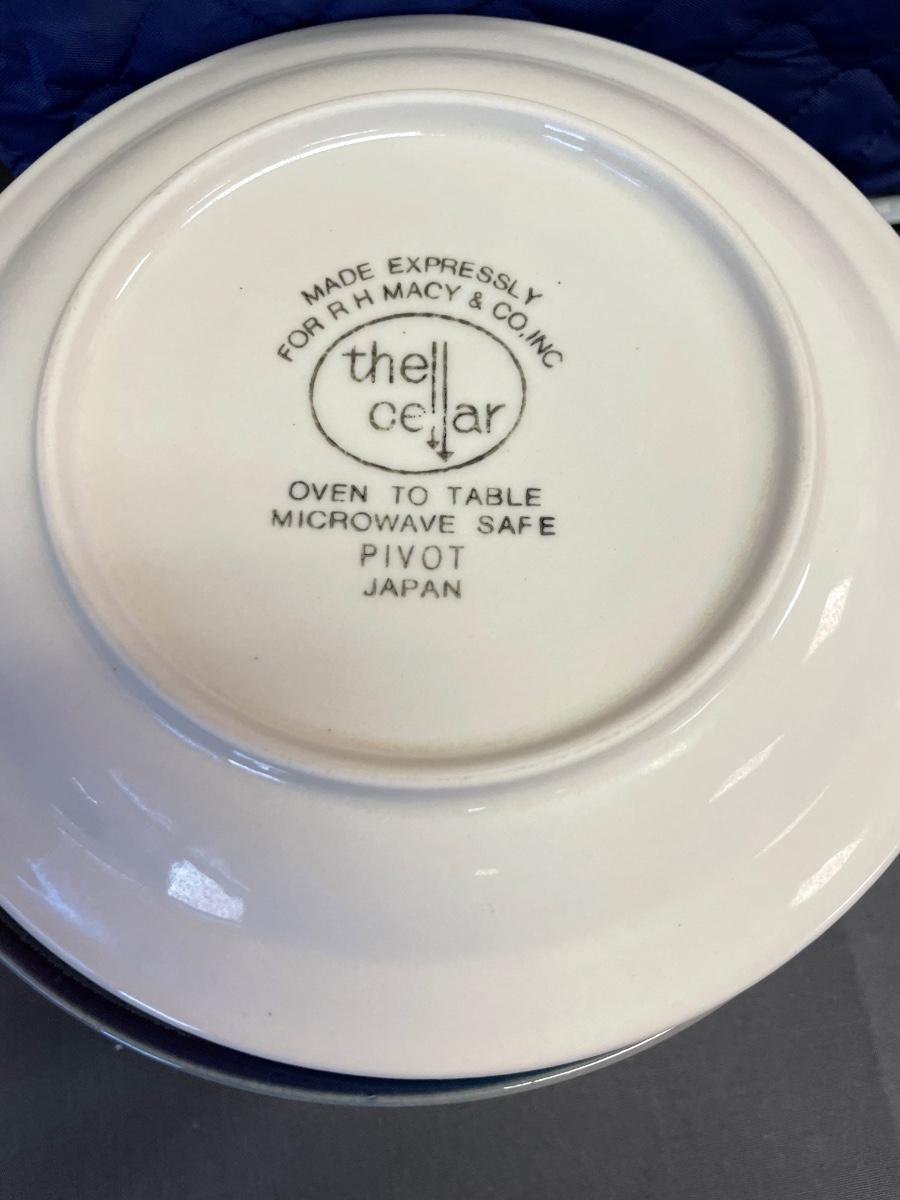 MADE EXPRESSLY
FOR R H MACY & CO, INC
the
cellar
OVEN TO TABLE
MICROWAVE SAFE
PIVOT
JAPAN